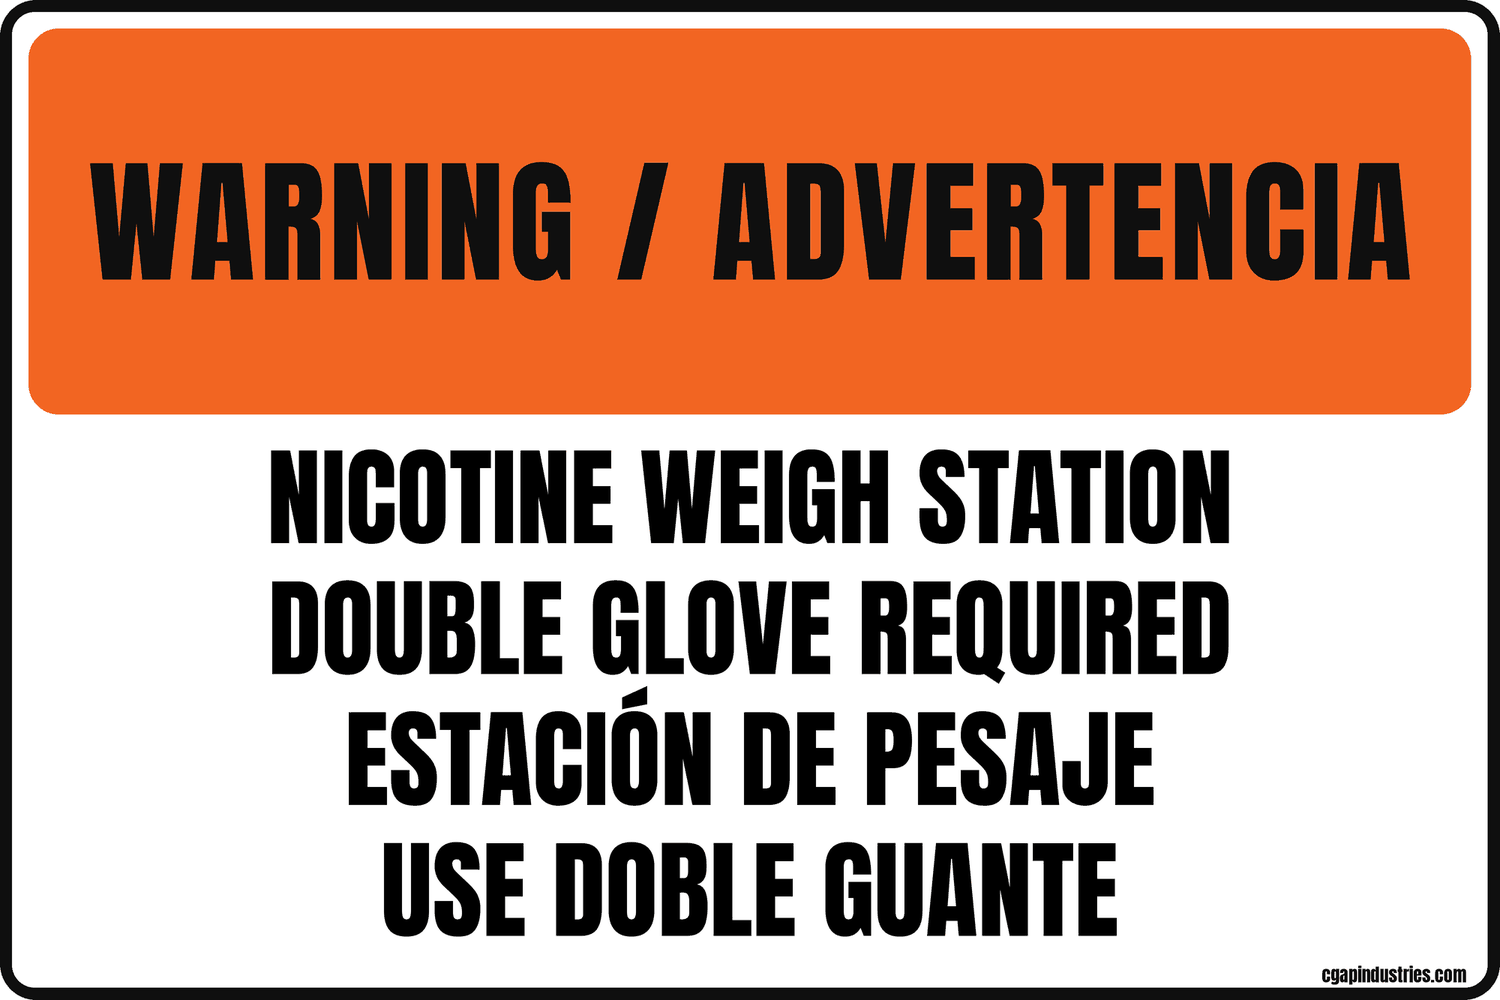 WARNING / ADVERTENCIA
NICOTINE WEIGH STATION
DOUBLE GLOVE REQUIRED
ESTACIÓN DE PESAJE
USE DOBLE GUANTE
cgapindustries.com